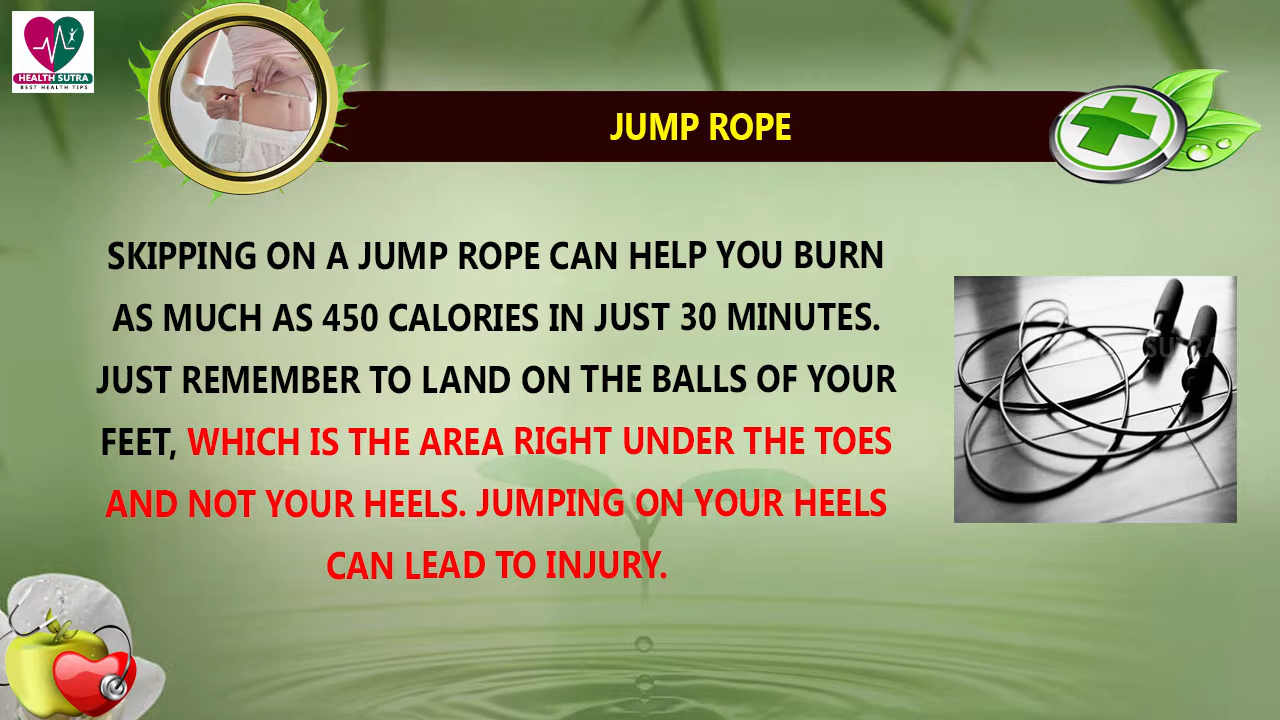 HEALTH SUTRA
BEST HEALTH TIPS
JUMP ROPE
SKIPPING ON A JUMP ROPE CAN HELP YOU BURN
AS MUCH AS 450 CALORIES IN JUST 30 MINUTES.
JUST REMEMBER TO LAND ON THE BALLS OF YOUR
FEET, WHICH IS THE AREA RIGHT UNDER THE TOES
AND NOT YOUR HEELS. JUMPING ON YOUR HEELS
CAN LEAD TO INJURY.
SUTRA